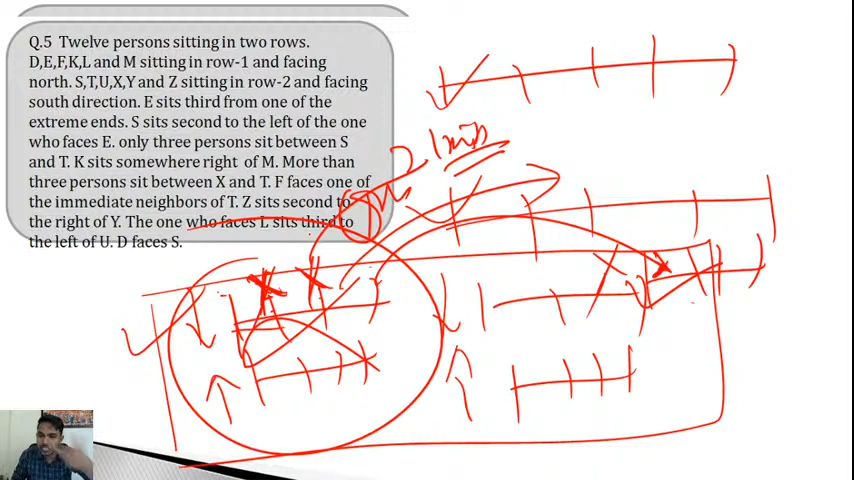 Q.5 Twelve persons sitting in two rows.
D,E,F,K,L and M sitting in row-1 and facing
north. S,T,U,X,Y and Z sitting in row-2 and facing
south direction. E sits third from one of the
extreme ends. S sits second to the left of the one
who faces E. only three persons sit between S
and T. K sits somewhere right of M. More than
three persons sit between X and T. F faces one of
the immediate neighbors of T. Z sits second to
the right of Y. The one who faces L sits third to
the left of U. D faces S.